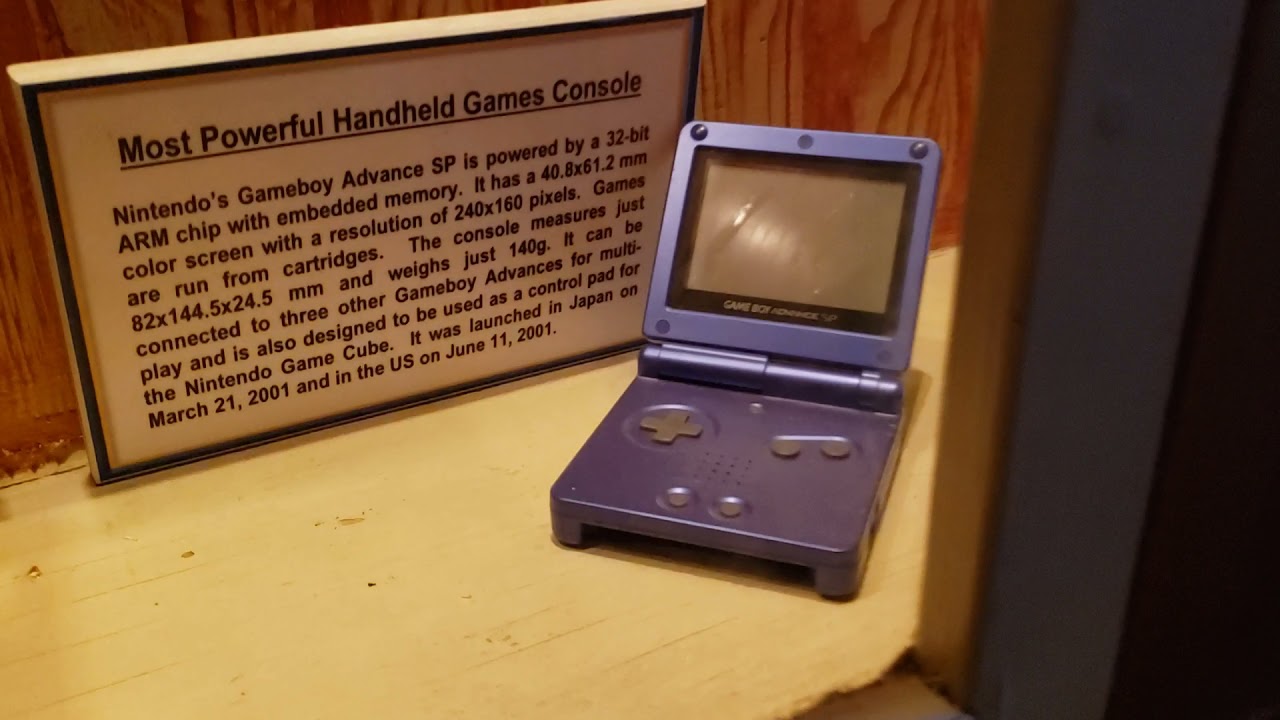 Most Powerful Handheld Games Console
Nintendo's Gameboy Advance SP is powered by a 32-bit
ARM chip with embedded memory. It has a 40.8x61.2 mm
color screen with a resolution of 240x160 pixels. Games
are run from cartridges. The console measures just
82x144.5x24.5 mm and weighs just 140g. It can be
connected to three other Gameboy Advances for multi-
play and is also designed to be used as a control pad for
the Nintendo Game Cube. It was launched in Japan on
March 21, 2001 and in the US on June 11, 2001.
GAME BOY ADVANCE SP